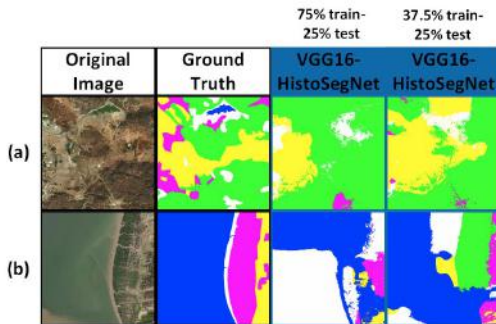 75% train-
25% test
37.5% train-
25% test
Original
Image
Ground
Truth
VGG16-
HistoSegNet
VGG16-
HistoSegNet
(a)
(b)